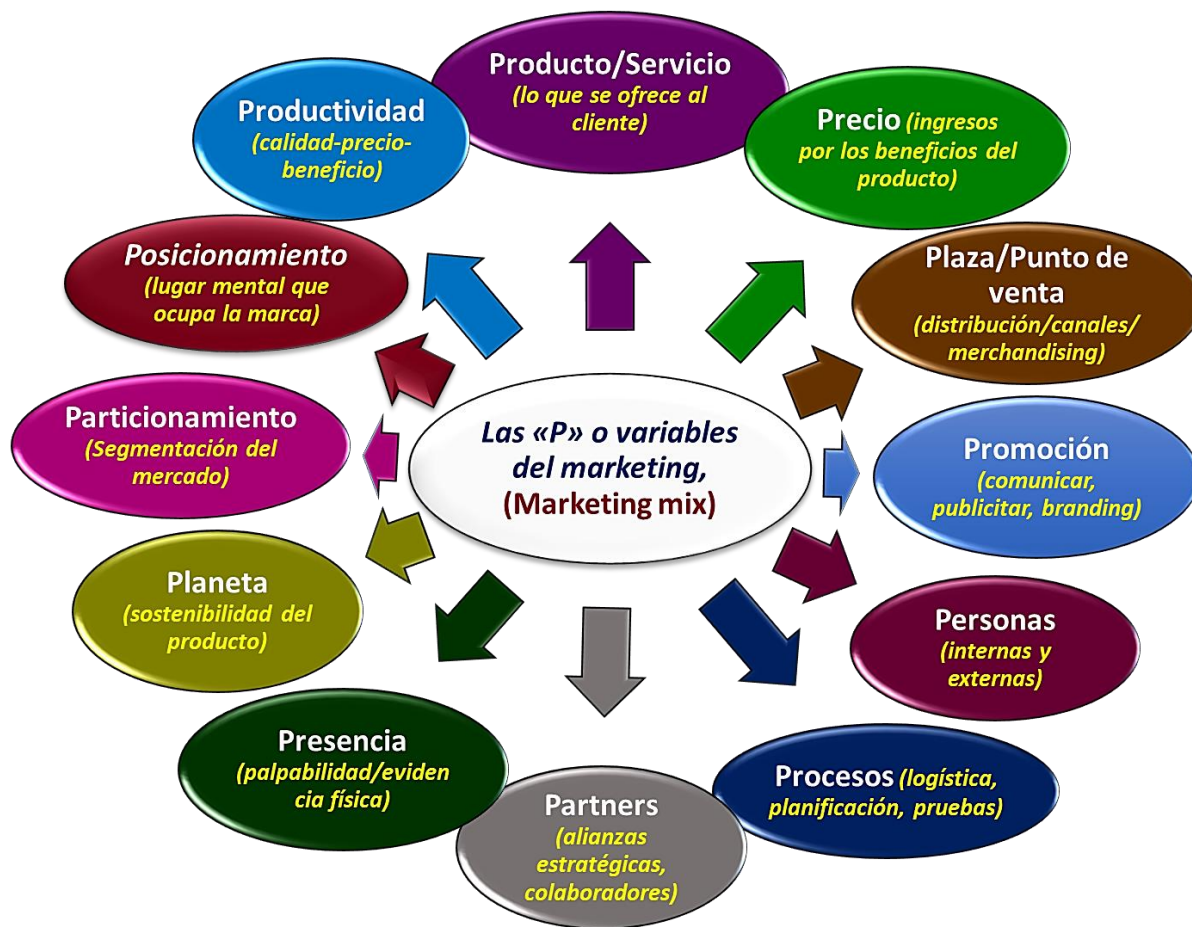 Producto/Servicio
(lo que se ofrece al
cliente)
Precio (ingresos
por los beneficios del
producto)
Plaza/Punto de
venta
(distribución/canales/
merchandising)
Promoción
(comunicar,
publicitar, branding)
Personas
(internas y
externas)
Procesos (logística,
planificación, pruebas)
Partners
(alianzas
estratégicas,
colaboradores)
Presencia
(palpabilidad/eviden
cia física)
Planeta
(sostenibilidad del
producto)
Particionamiento
(Segmentación del
mercado)
Posicionamiento
(lugar mental que
ocupa la marca)
Productividad
(calidad-precio-
beneficio)
Las «P» o variables
del marketing,
(Marketing mix)